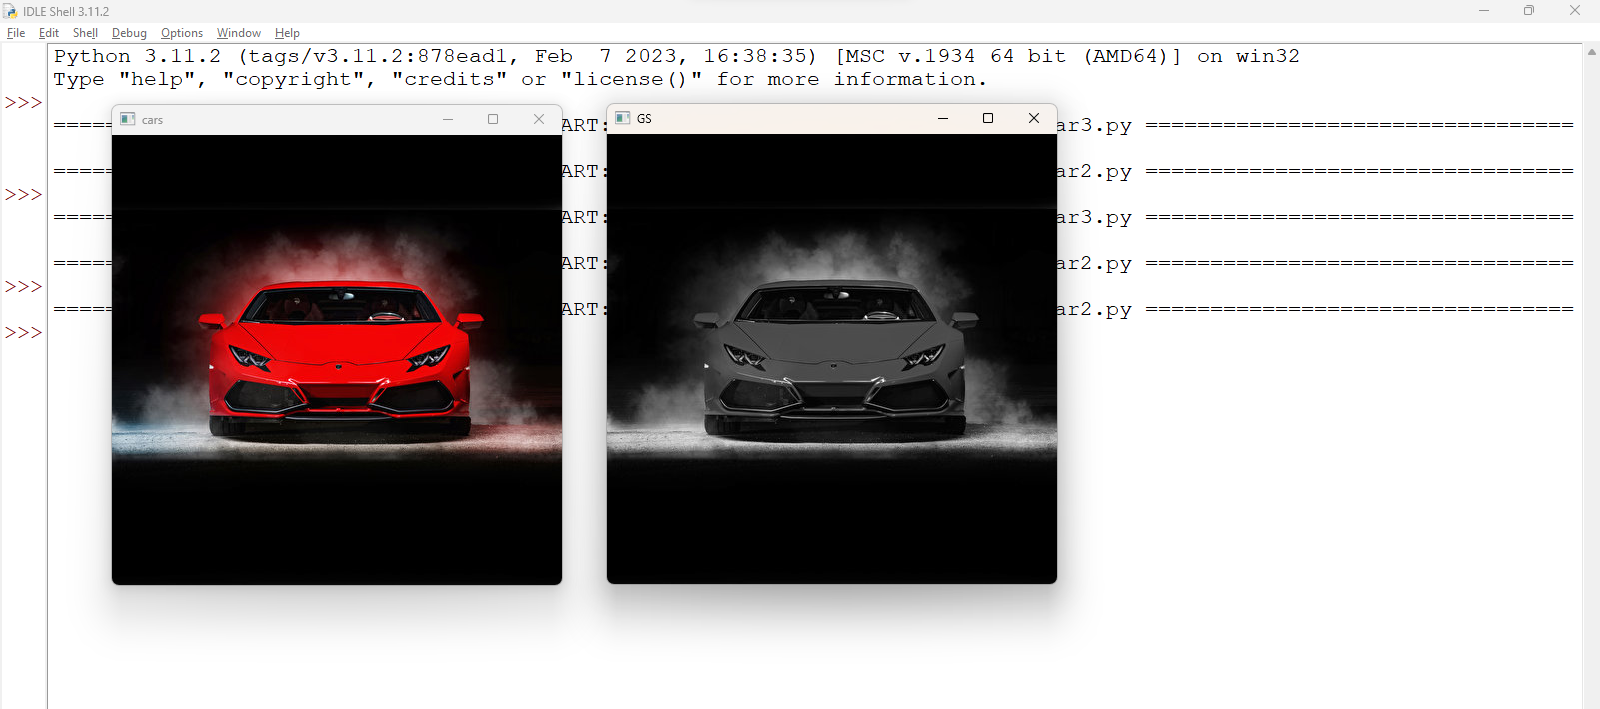 IDLE Shell 3.11.2
File Edit Shell Debug Options Window Help
Python 3.11.2 (tags/v3.11.2:878ead1, Feb  7 2023, 16:38:35) [MSC v.1934 64 bit (AMD64)] on win32
Type "help", "copyright", "credits" or "license()" for more information.
>>>
cars
GS
===== ART: ar3.py =================================
===== ART: ar2.py =================================
>>>
===== ART: ar3.py =================================
===== ART: ar2.py =================================
>>>
===== ART: ar2.py =================================
>>>